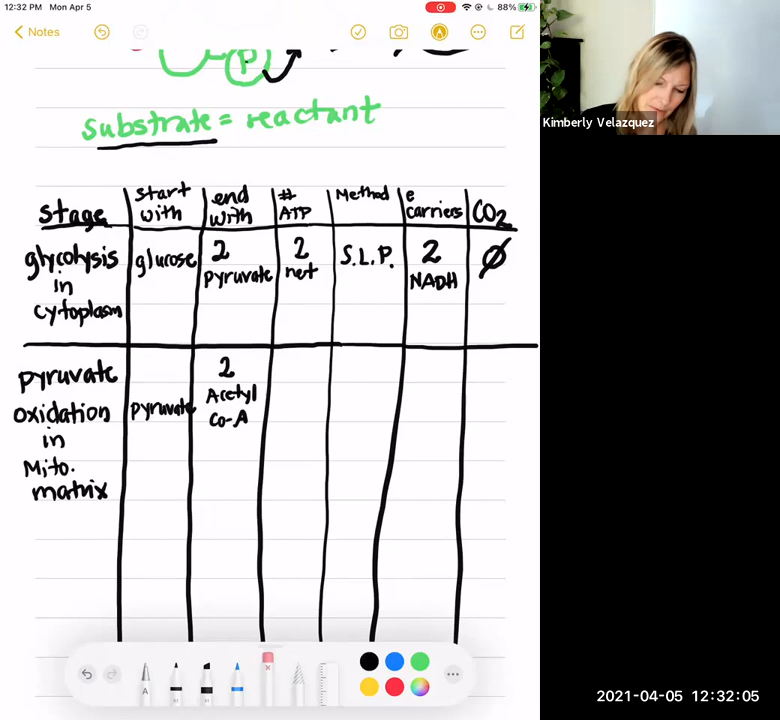 12:32 PM Mon Apr 5
88%
Notes
P
substrate = reactant
stage
start with
end with
# ATP
Method
e carriers
CO2
glycolysis in cytoplasm
glucose
2 pyruvate
2 net
S.L.P.
2 NADH
Ø
pyruvate oxidation in Mito. matrix
pyruvate
2 Acetyl Co-A
A
Kimberly Velazquez
2021-04-05 12:32:05